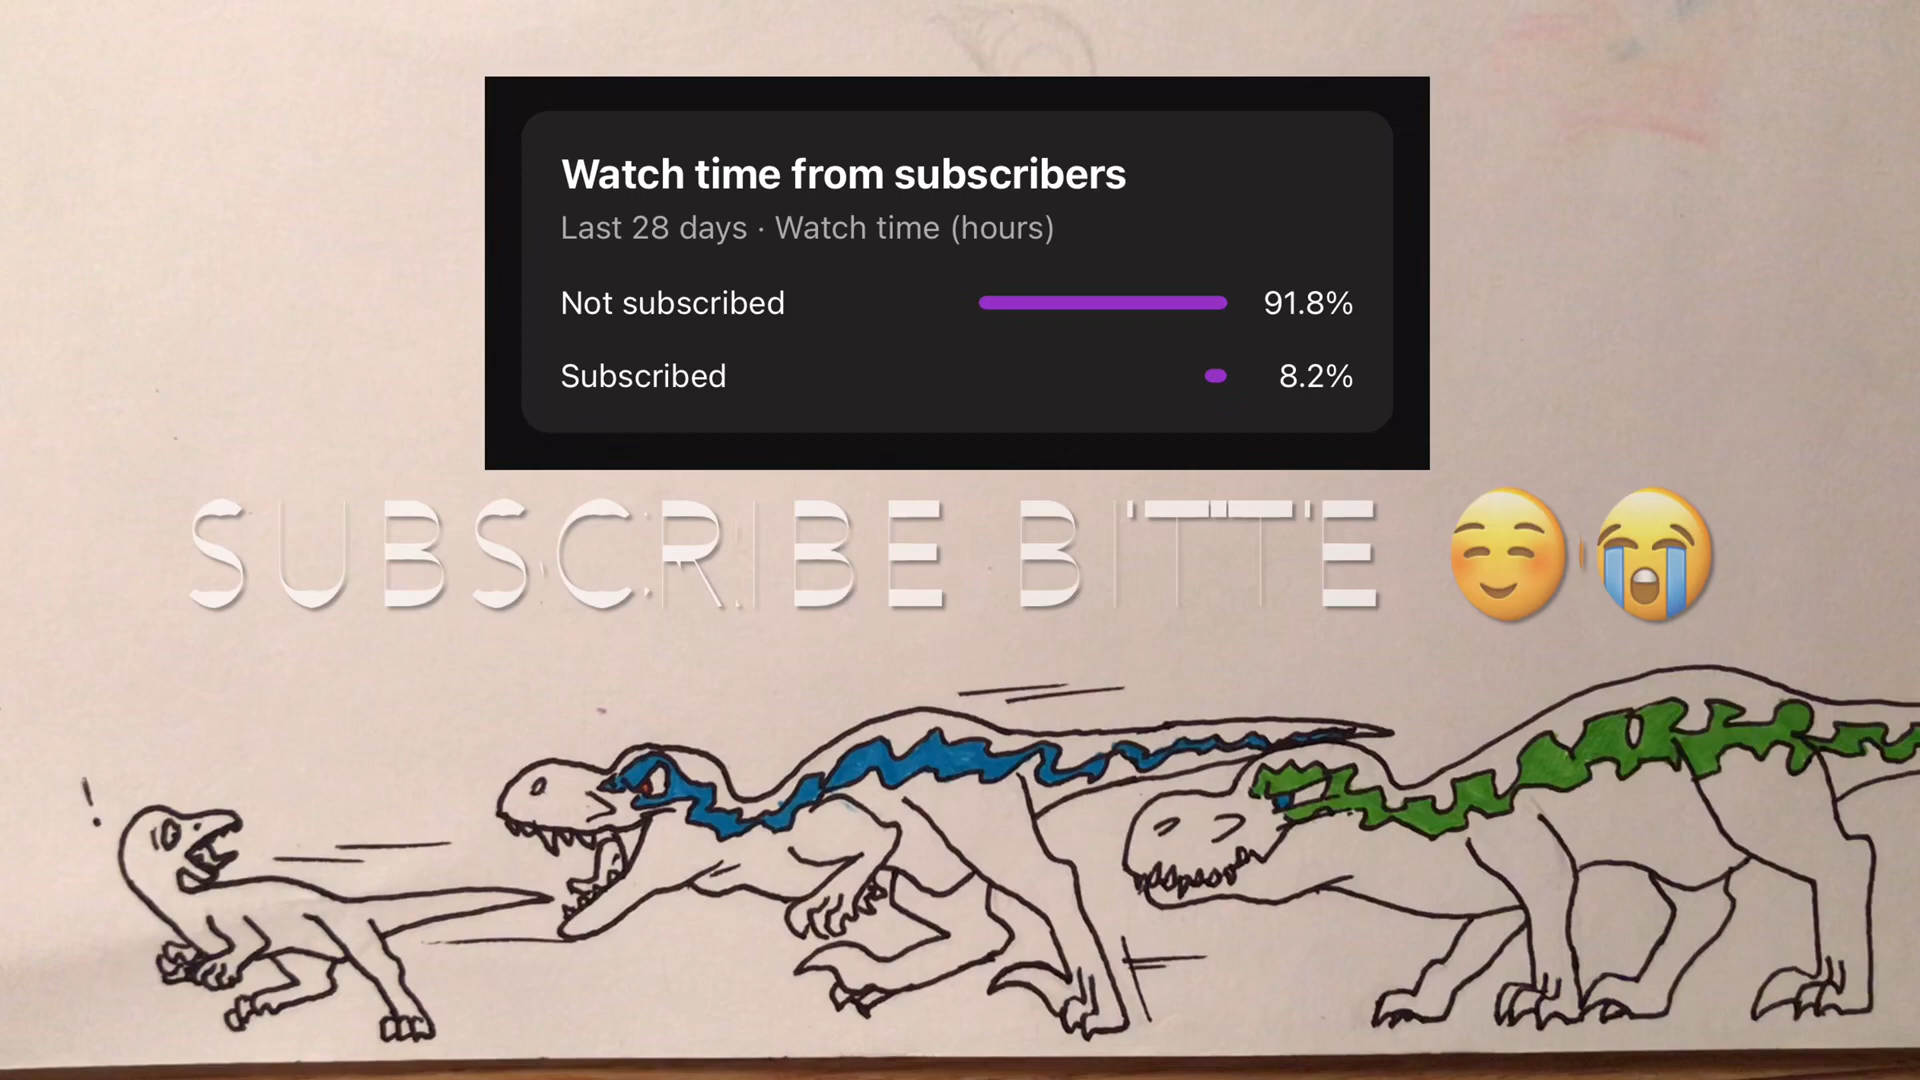 Watch time from subscribers
Last 28 days · Watch time (hours)
Not subscribed 91.8%
Subscribed 8.2%
SUBSCRIBE BITTE ☺️😭
!